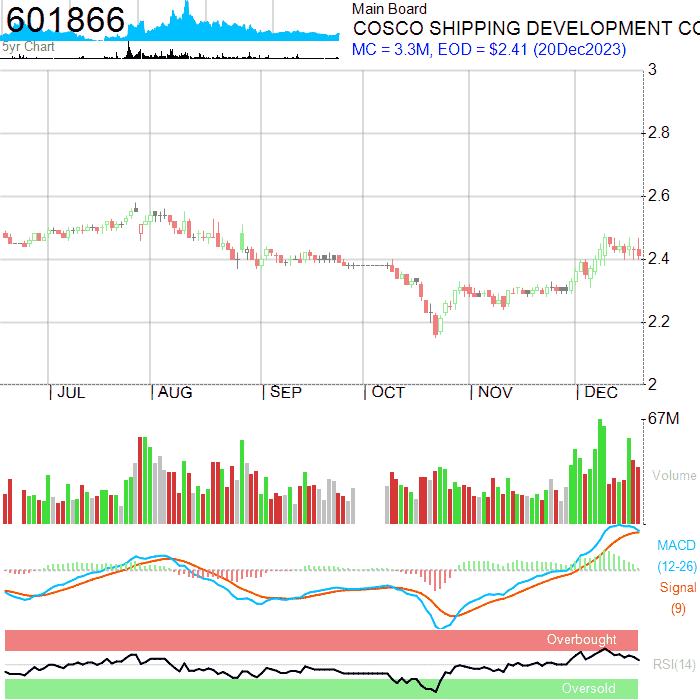 601866
5yr Chart
Main Board
COSCO SHIPPING DEVELOPMENT CO
MC = 3.3M, EOD = $2.41 (20Dec2023)
3
2.8
2.6
2.4
2.2
2
JUL AUG SEP OCT NOV DEC
67M
Volume
MACD
(12-26)
Signal
(9)
Overbought
RSI(14)
Oversold